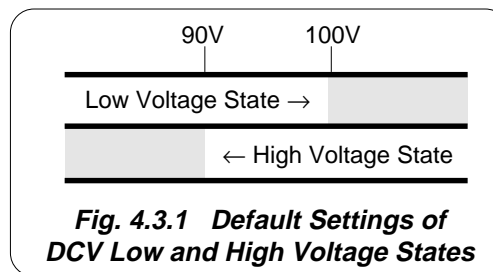 90V 100V
Low Voltage State →
← High Voltage State
Fig. 4.3.1 Default Settings of
DCV Low and High Voltage States